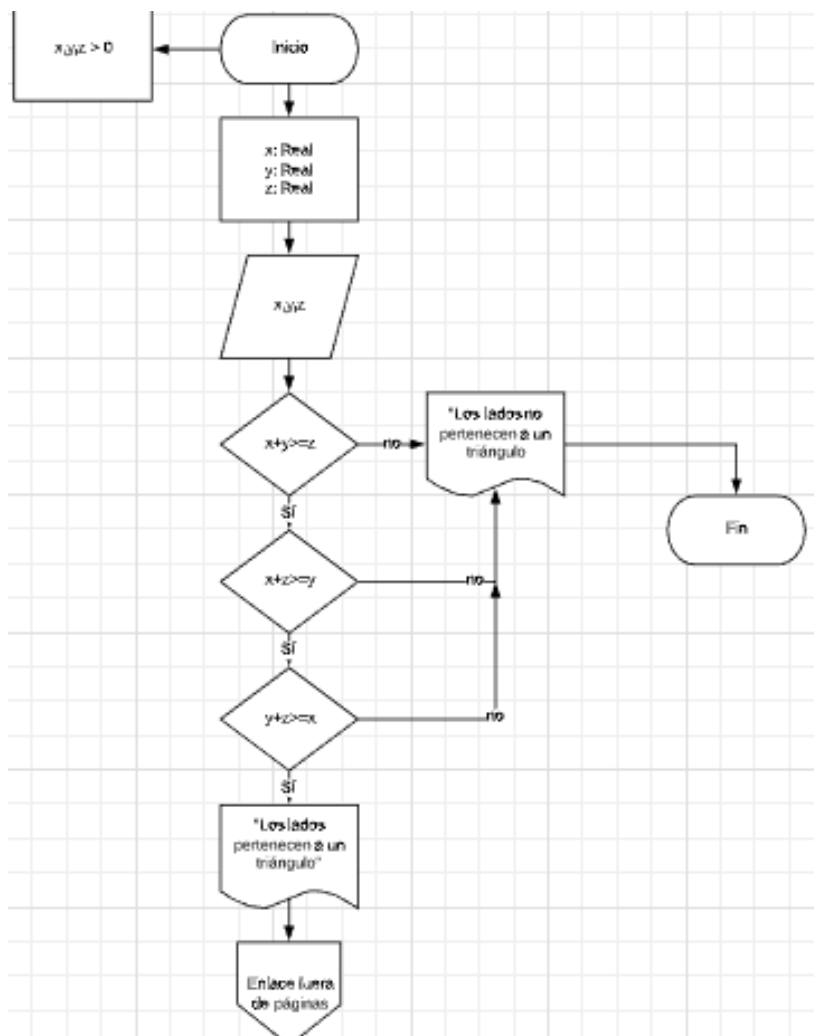 x,y,z > 0
Inicio
x: Real
y: Real
z: Real
x,y,z
x+y>=z
no
"Los lados no
pertenecen a un
triángulo
Fin
Sí
x+z>=y
no
Sí
y+z>=x
no
Sí
"Los lados
pertenecen a un
triángulo"
Enlace fuera
de páginas